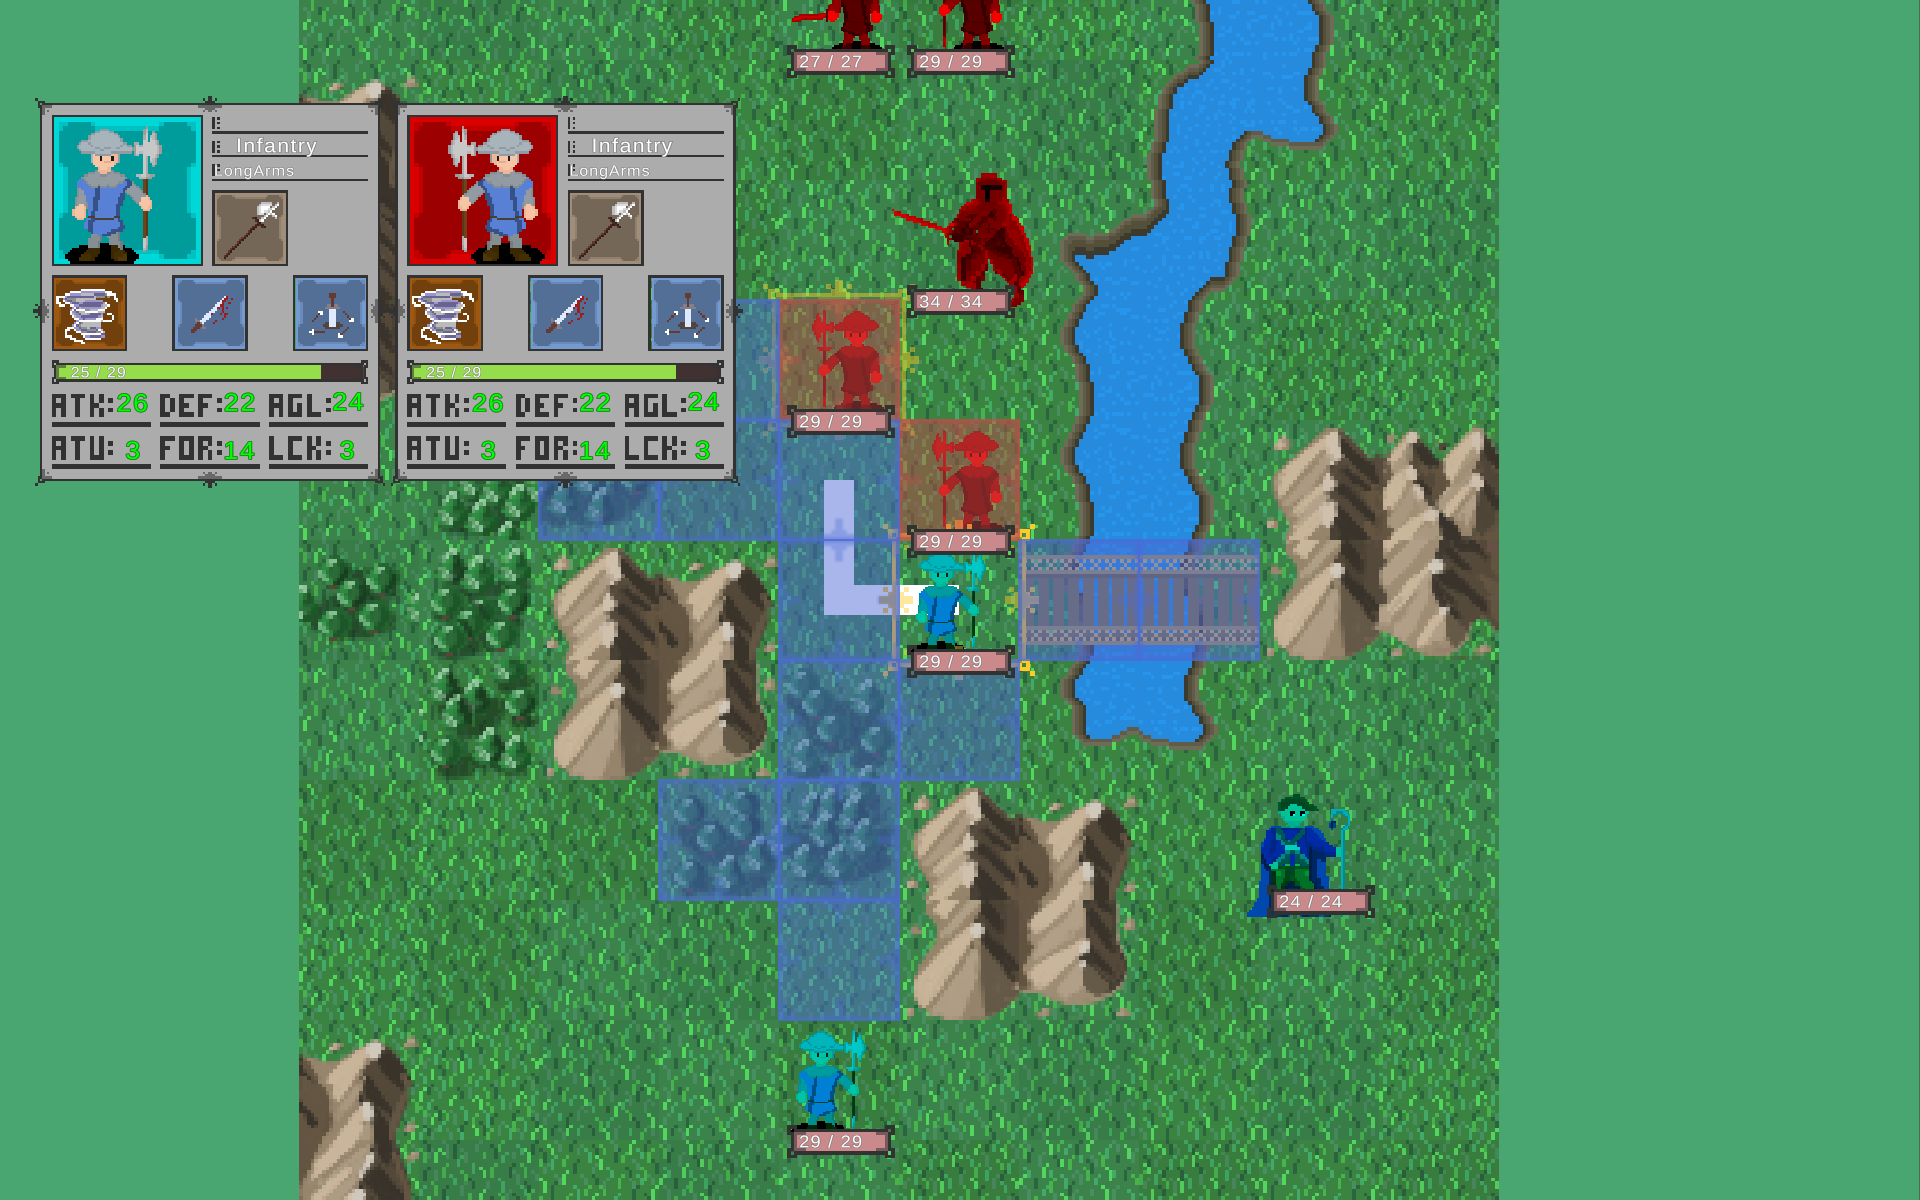 27 / 27
29 / 29
Infantry
LongArms
25 / 29
ATK:26 DEF:22 AGL:24
ATU: 3 FOR:14 LCK: 3
Infantry
LongArms
25 / 29
ATK:26 DEF:22 AGL:24
ATU: 3 FOR:14 LCK: 3
34 / 34
29 / 29
29 / 29
29 / 29
24 / 24
29 / 29